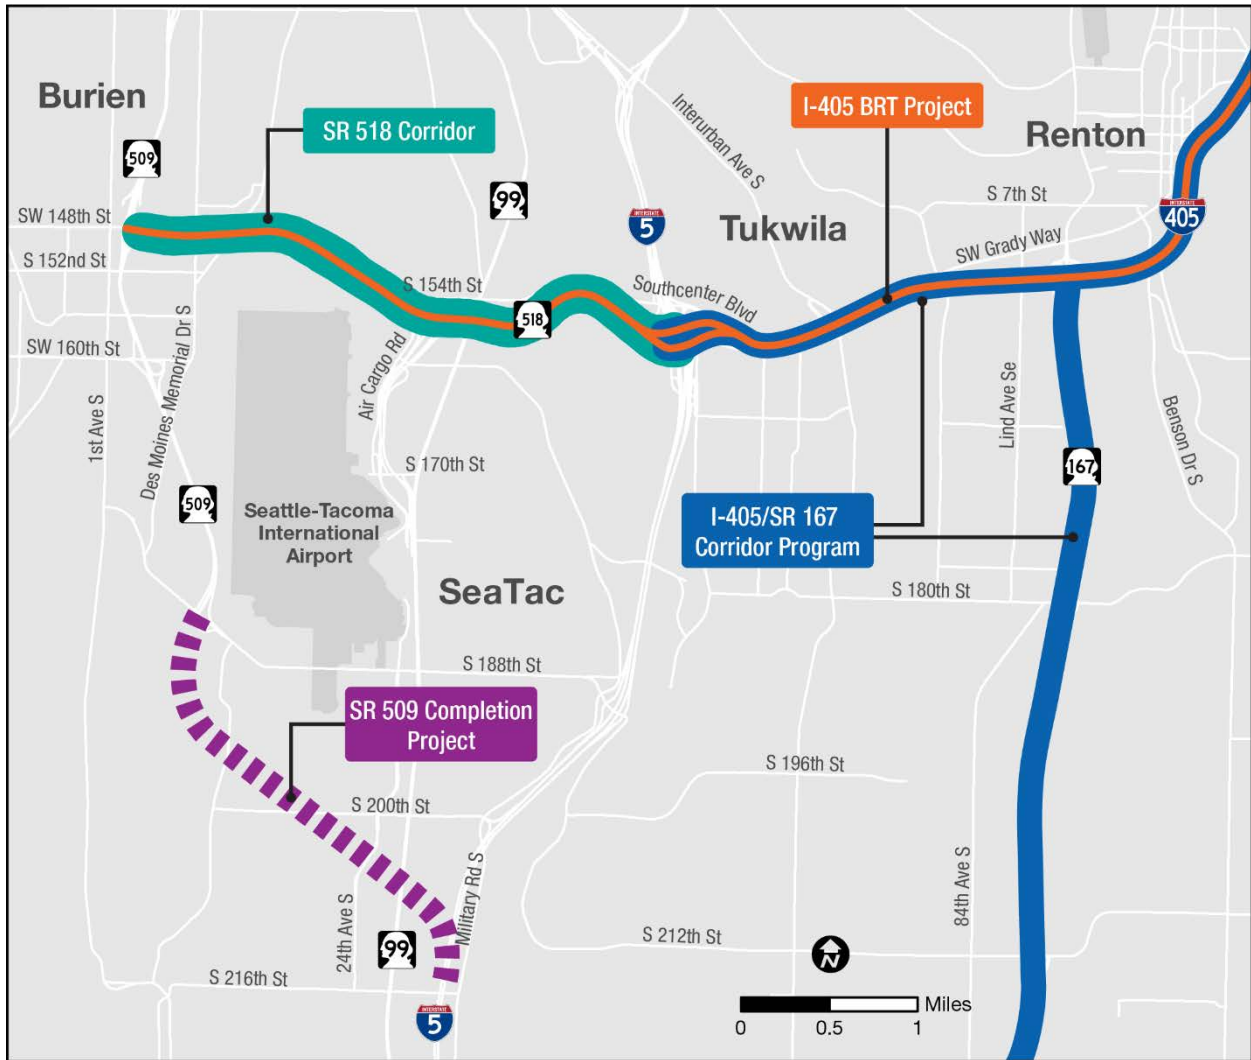 Burien
SR 518 Corridor
I-405 BRT Project
Interurban Ave S
Renton
509
99
S 7th St
SW 148th St
INTERSTATE
5
Tukwila
INTERSTATE
405
SW Grady Way
S 152nd St
S 154th St
Southcenter Blvd
518
SW 160th St
Des Moines Memorial Dr S
Air Cargo Rd
1st Ave S
Lind Ave Se
Benson Dr S
S 170th St
167
509
Seattle-Tacoma
International
Airport
I-405/SR 167
Corridor Program
SeaTac
S 180th St
S 188th St
SR 509 Completion
Project
S 196th St
S 200th St
Military Rd S
84th Ave S
24th Ave S
99
S 212th St
N
S 216th St
INTERSTATE
5
Miles
0 0.5 1